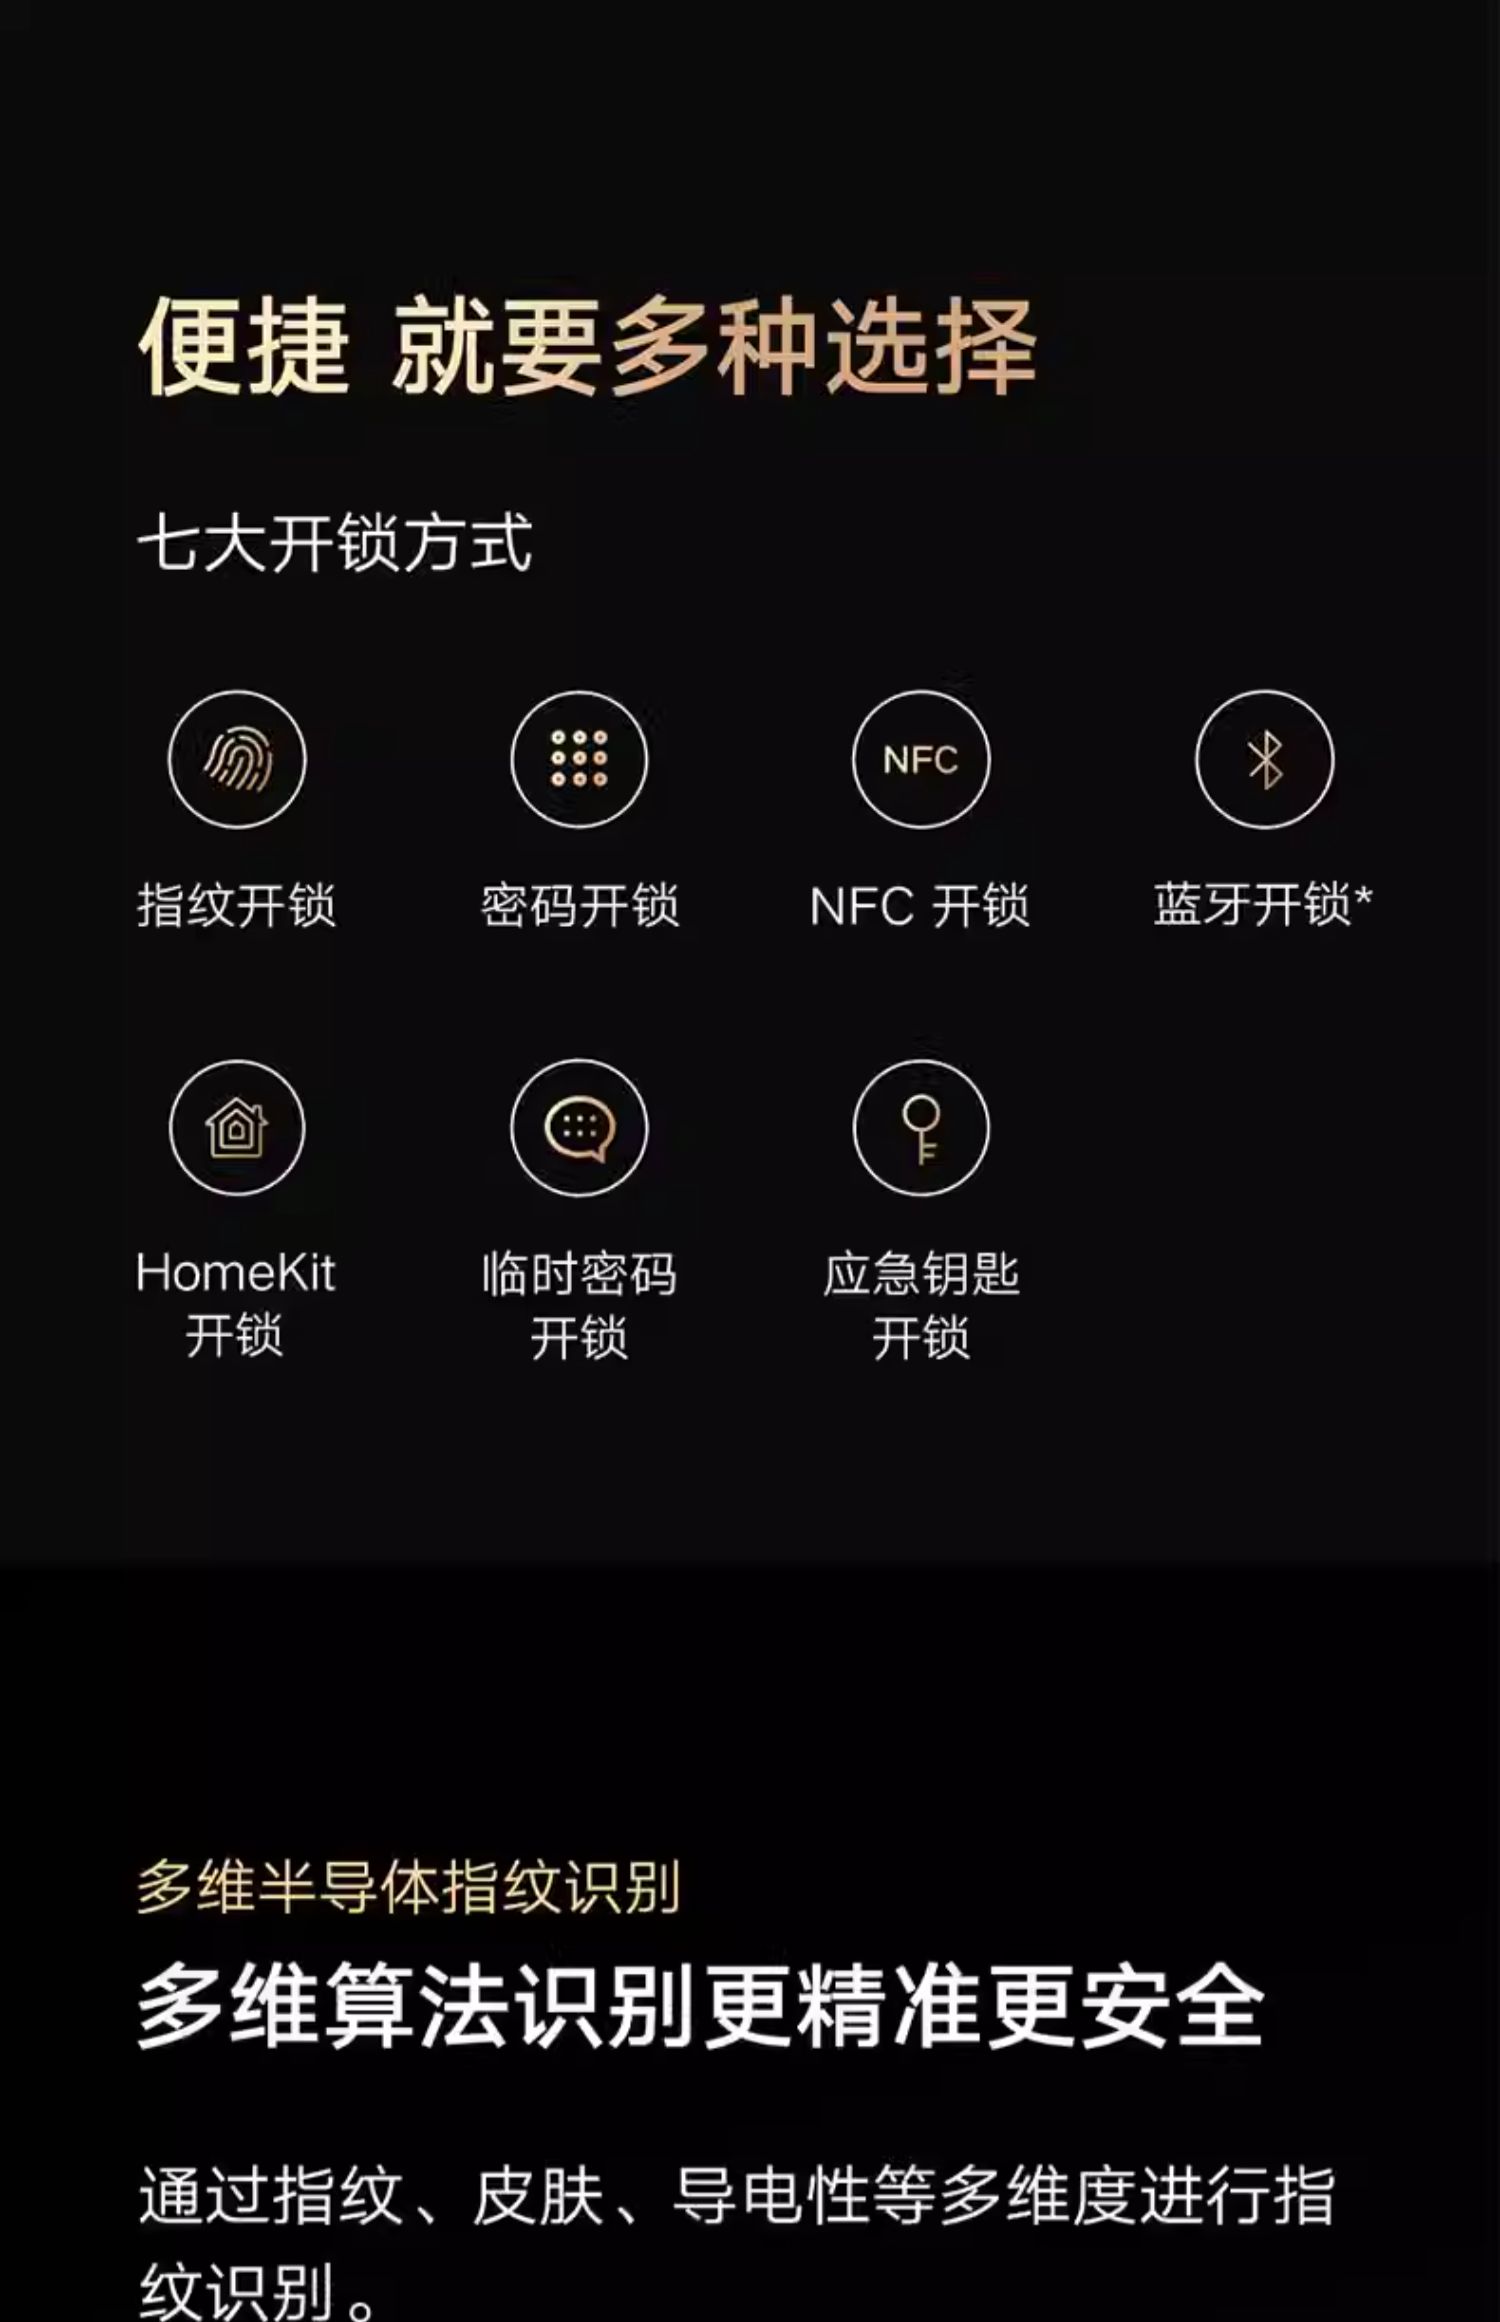 便捷 就要多种选择
七大开锁方式
NFC
指纹开锁
密码开锁
NFC 开锁
蓝牙开锁*
HomeKit
开锁
临时密码
开锁
应急钥匙
开锁
多维半导体指纹识别
多维算法识别更精准更安全
通过指纹、皮肤、导电性等多维度进行指
纹识别。